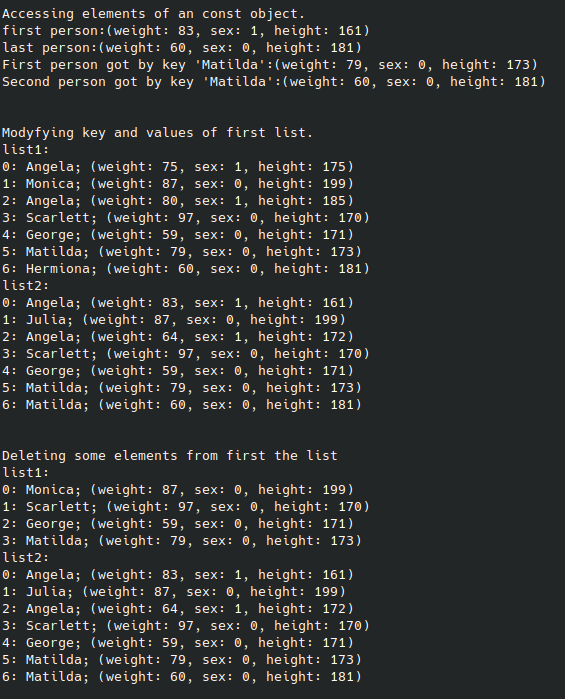 Accessing elements of an const object.
first person:(weight: 83, sex: 1, height: 161)
last person:(weight: 60, sex: 0, height: 181)
First person got by key 'Matilda':(weight: 79, sex: 0, height: 173)
Second person got by key 'Matilda':(weight: 60, sex: 0, height: 181)
Modyfying key and values of first list.
list1:
0: Angela; (weight: 75, sex: 1, height: 175)
1: Monica; (weight: 87, sex: 0, height: 199)
2: Angela; (weight: 80, sex: 1, height: 185)
3: Scarlett; (weight: 97, sex: 0, height: 170)
4: George; (weight: 59, sex: 0, height: 171)
5: Matilda; (weight: 79, sex: 0, height: 173)
6: Hermiona; (weight: 60, sex: 0, height: 181)
list2:
0: Angela; (weight: 83, sex: 1, height: 161)
1: Julia; (weight: 87, sex: 0, height: 199)
2: Angela; (weight: 64, sex: 1, height: 172)
3: Scarlett; (weight: 97, sex: 0, height: 170)
4: George; (weight: 59, sex: 0, height: 171)
5: Matilda; (weight: 79, sex: 0, height: 173)
6: Matilda; (weight: 60, sex: 0, height: 181)
Deleting some elements from first the list
list1:
0: Monica; (weight: 87, sex: 0, height: 199)
1: Scarlett; (weight: 97, sex: 0, height: 170)
2: George; (weight: 59, sex: 0, height: 171)
3: Matilda; (weight: 79, sex: 0, height: 173)
list2:
0: Angela; (weight: 83, sex: 1, height: 161)
1: Julia; (weight: 87, sex: 0, height: 199)
2: Angela; (weight: 64, sex: 1, height: 172)
3: Scarlett; (weight: 97, sex: 0, height: 170)
4: George; (weight: 59, sex: 0, height: 171)
5: Matilda; (weight: 79, sex: 0, height: 173)
6: Matilda; (weight: 60, sex: 0, height: 181)